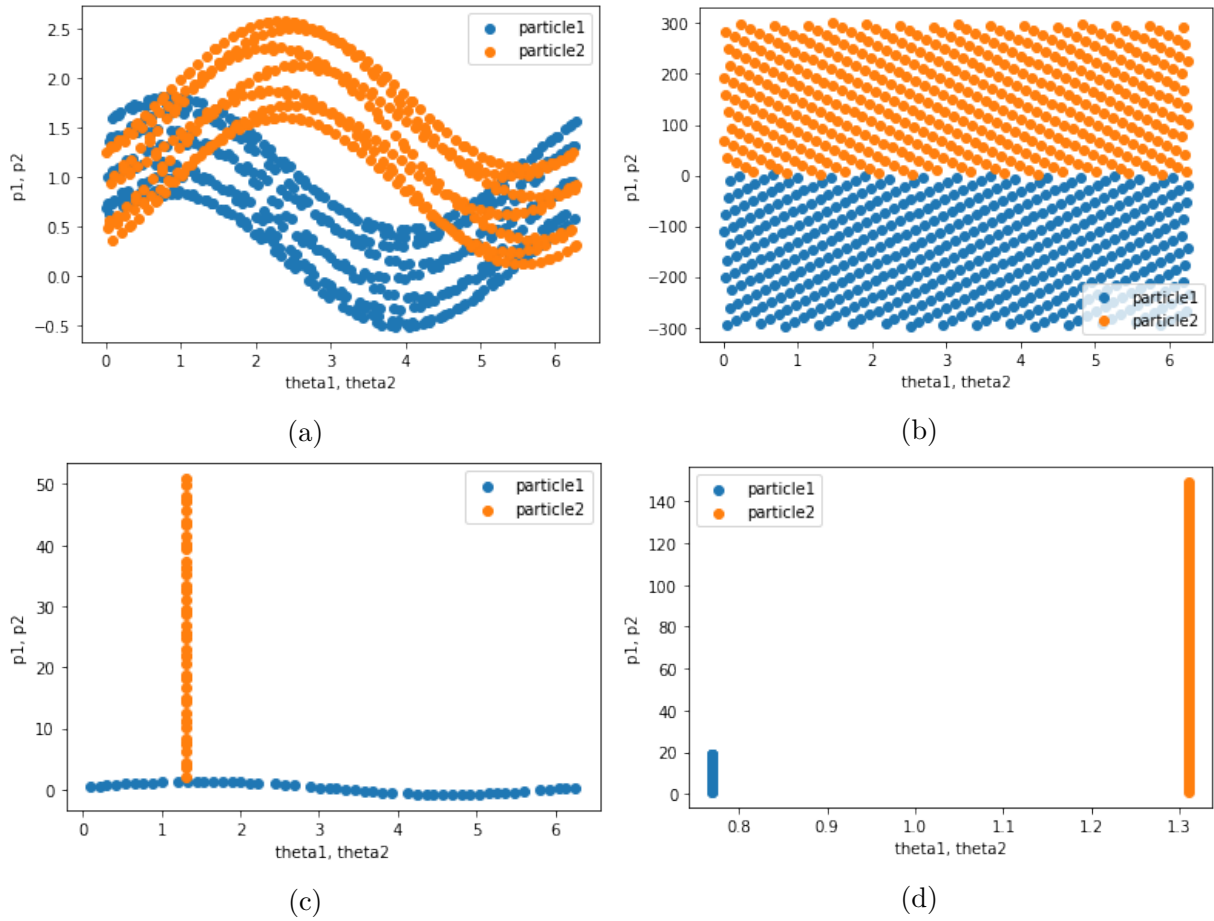 2.5
2.0
1.5
1.0
0.5
0.0
−0.5
p1, p2
particle1
particle2
0 1 2 3 4 5 6
theta1, theta2
(a)
300
200
100
0
−100
−200
−300
p1, p2
particle1
particle2
0 1 2 3 4 5 6
theta1, theta2
(b)
50
40
30
20
10
0
p1, p2
particle1
particle2
0 1 2 3 4 5 6
theta1, theta2
(c)
140
120
100
80
60
40
20
0
p1, p2
particle1
particle2
0.8 0.9 1.0 1.1 1.2 1.3
theta1, theta2
(d)